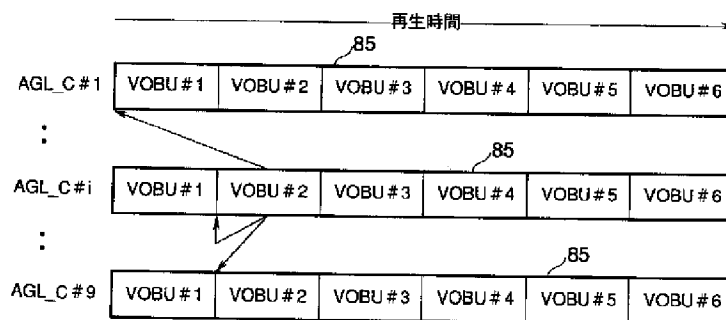 再生時間
85
AGL_C#1 VOBU#1 VOBU#2 VOBU#3 VOBU#4 VOBU#5 VOBU#6
85
AGL_C#i VOBU#1 VOBU#2 VOBU#3 VOBU#4 VOBU#5 VOBU#6
85
AGL_C#9 VOBU#1 VOBU#2 VOBU#3 VOBU#4 VOBU#5 VOBU#6